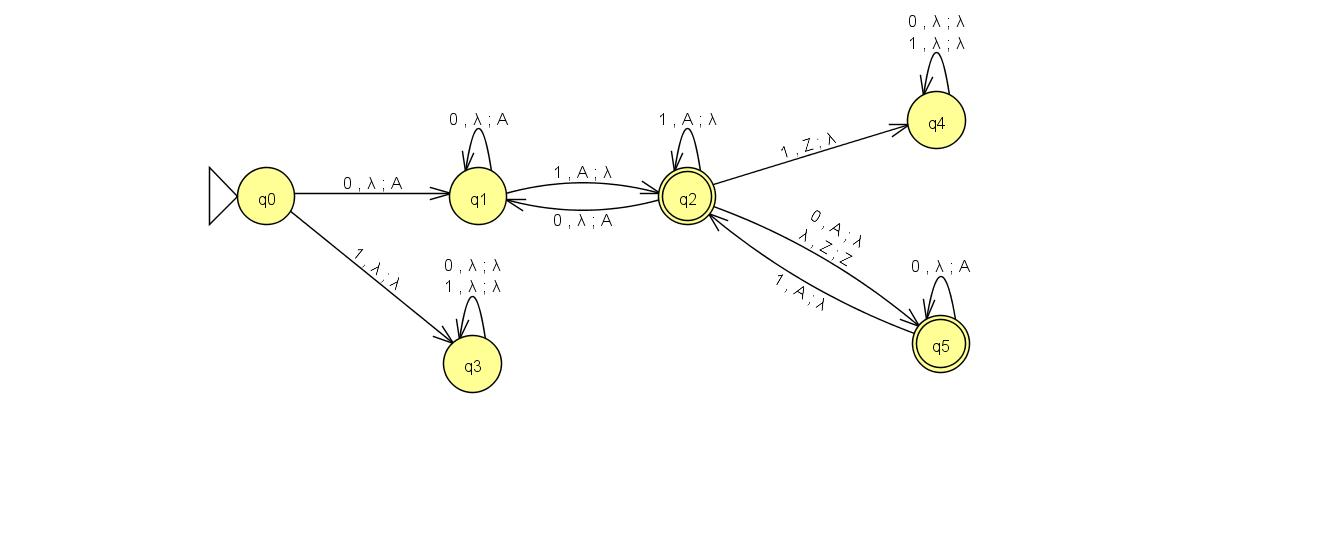 0 , λ ; λ
1 , λ ; λ
q4
0 , λ ; A
1 , A ; λ
1 , Z ; λ
q0
0 , λ ; A
q1
1 , A ; λ
0 , λ ; A
q2
0 , A ; λ
λ , Z ; Z
1 , A ; λ
1 , λ ; λ
0 , λ ; λ
1 , λ ; λ
q3
0 , λ ; A
q5